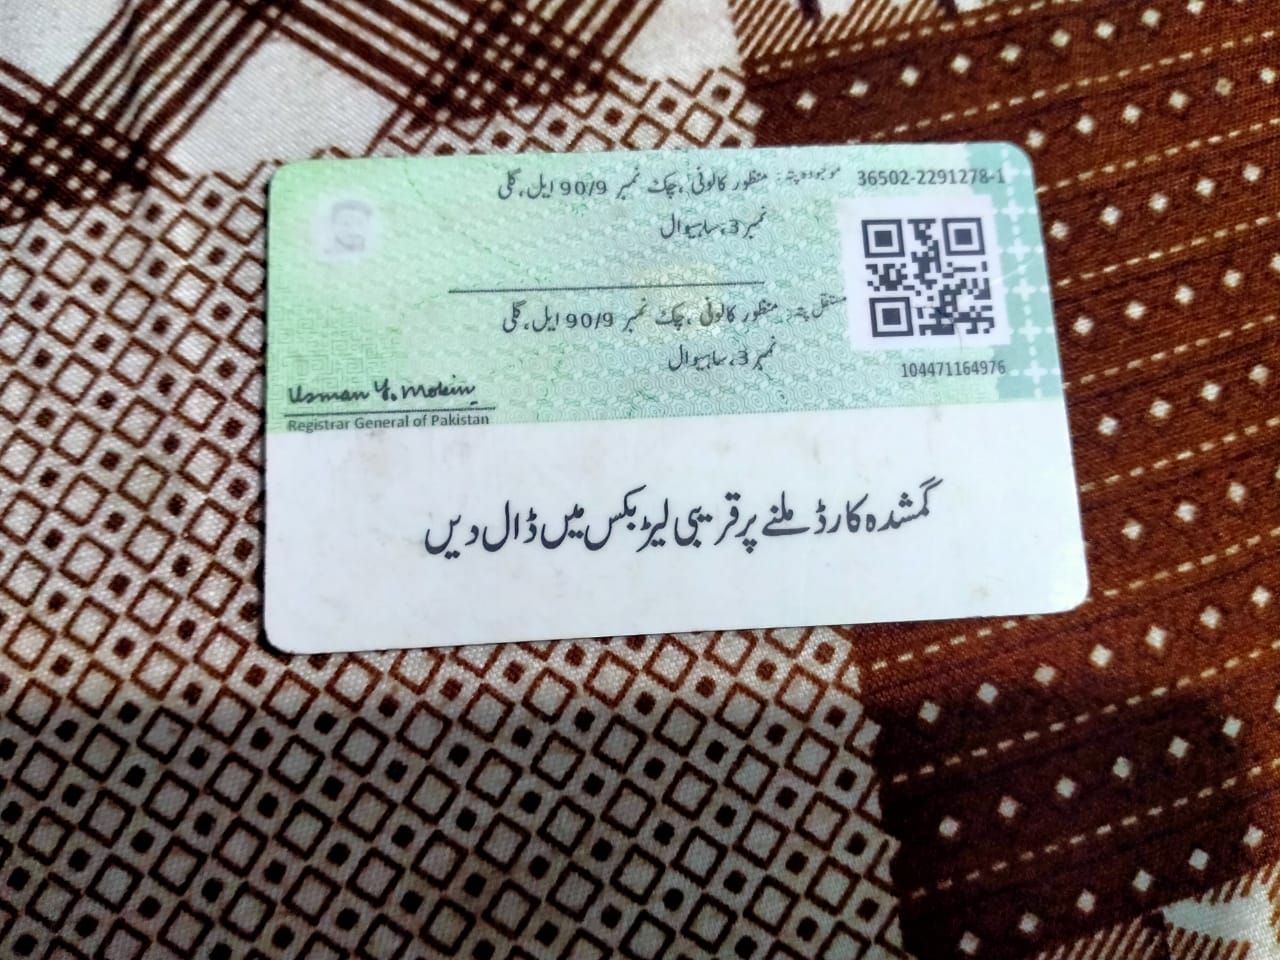 36502-2291278-1
موجودہ پتہ: منظور کالونی ،چک نمبر 90/9 ایل،گلی
نمبر 3،ساہیوال
مستقل پتہ: منظور کالونی ،چک نمبر 90/9 ایل،گلی
نمبر 3،ساہیوال
104471164976
Usman Y. Mobin
Registrar General of Pakistan
گمشدہ کارڈ ملنے پر قریبی لیٹر بکس میں ڈال دیں